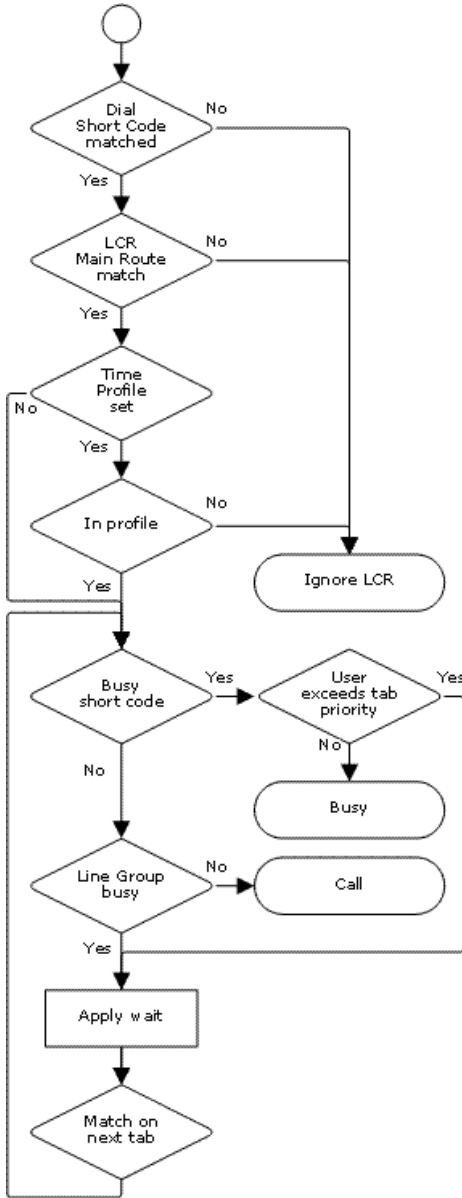 Dial
Short Code
matched
No
Yes
LCR
Main Route
match
No
Yes
Time
Profile
set
No
Yes
In profile
No
Yes
Ignore LCR
Busy
short code
Yes
User
exceeds tab
priority
Yes
No
No
Busy
Line Group
busy
No
Call
Yes
Apply wait
Match on
next tab